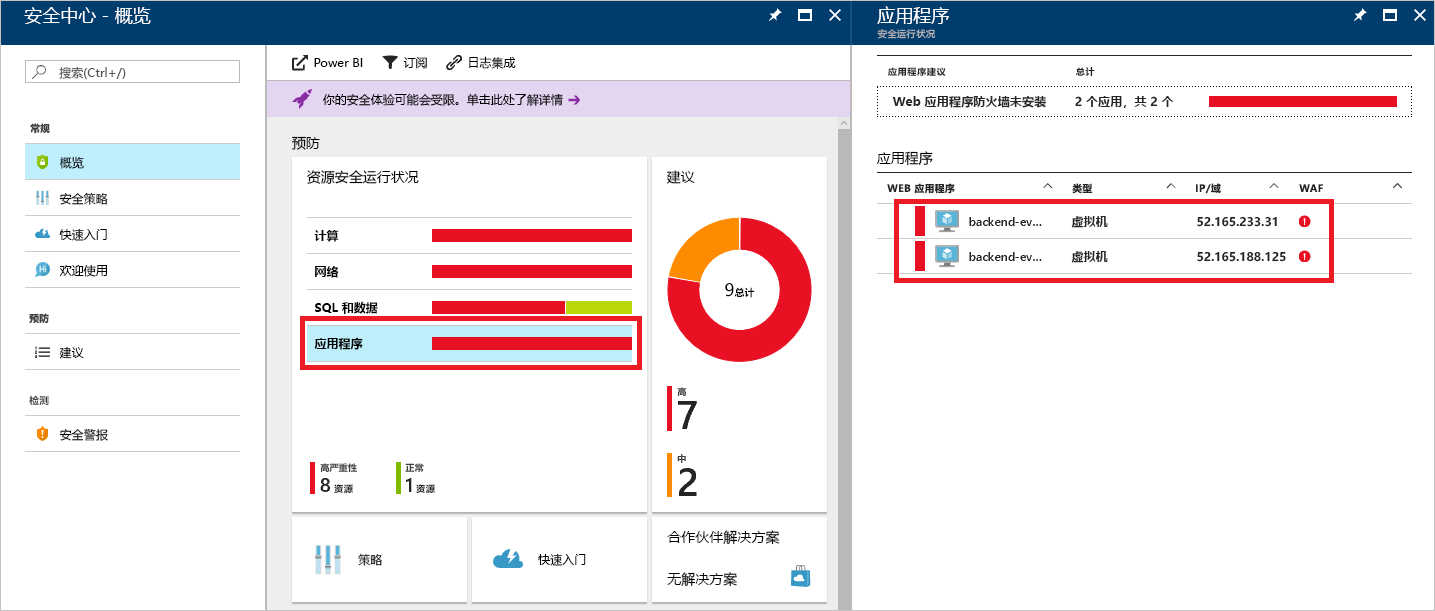 安全中心 - 概览
搜索(Ctrl+/)
常规
概览
安全策略
快速入门
欢迎使用
预防
建议
检测
安全警报
Power BI 订阅 日志集成
你的安全体验可能会受限。单击此处了解详情 →
预防
资源安全运行状况
计算
网络
SQL 和数据
应用程序
高严重性
8 资源
正常
1 资源
建议
9总计
高
7
中
2
策略
快速入门
合作伙伴解决方案
无解决方案
应用程序
安全运行状况
应用程序建议 总计
Web 应用程序防火墙未安装 2 个应用，共 2 个
应用程序
WEB 应用程序 类型 IP/域 WAF
backend-ev... 虚拟机 52.165.233.31
backend-ev... 虚拟机 52.165.188.125